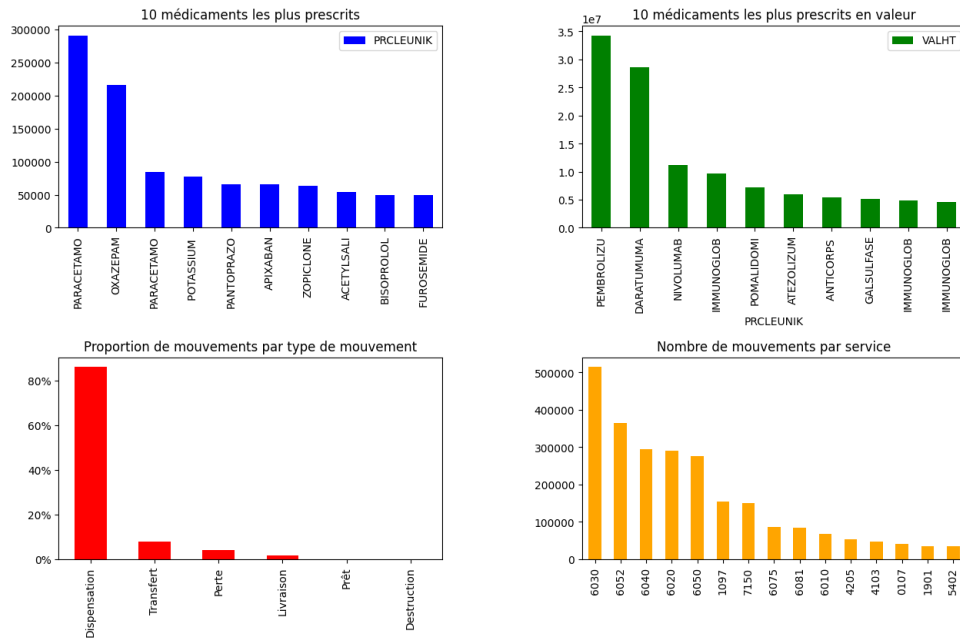 10 médicaments les plus prescrits
300000
250000
200000
150000
100000
50000
0
PRCLEUNIK
PARACETAMO
OXAZEPAM
PARACETAMO
POTASSIUM
PANTOPRAZO
APIXABAN
ZOPICLONE
ACETYLSALI
BISOPROLOL
FUROSEMIDE
10 médicaments les plus prescrits en valeur
1e7
3.5
3.0
2.5
2.0
1.5
1.0
0.5
0.0
VALHT
PEMBROLIZU
DARATUMUMA
NIVOLUMAB
IMMUNOGLOB
POMALIDOMI
ATEZOLIZUM
ANTICORPS
GALSULFASE
IMMUNOGLOB
IMMUNOGLOB
PRCLEUNIK
Proportion de mouvements par type de mouvement
80%
60%
40%
20%
0%
Dispensation
Transfert
Perte
Livraison
Prêt
Destruction
Nombre de mouvements par service
500000
400000
300000
200000
100000
0
6030
6052
6040
6020
6050
1097
7150
6075
6081
6010
4205
4103
0107
1901
5402